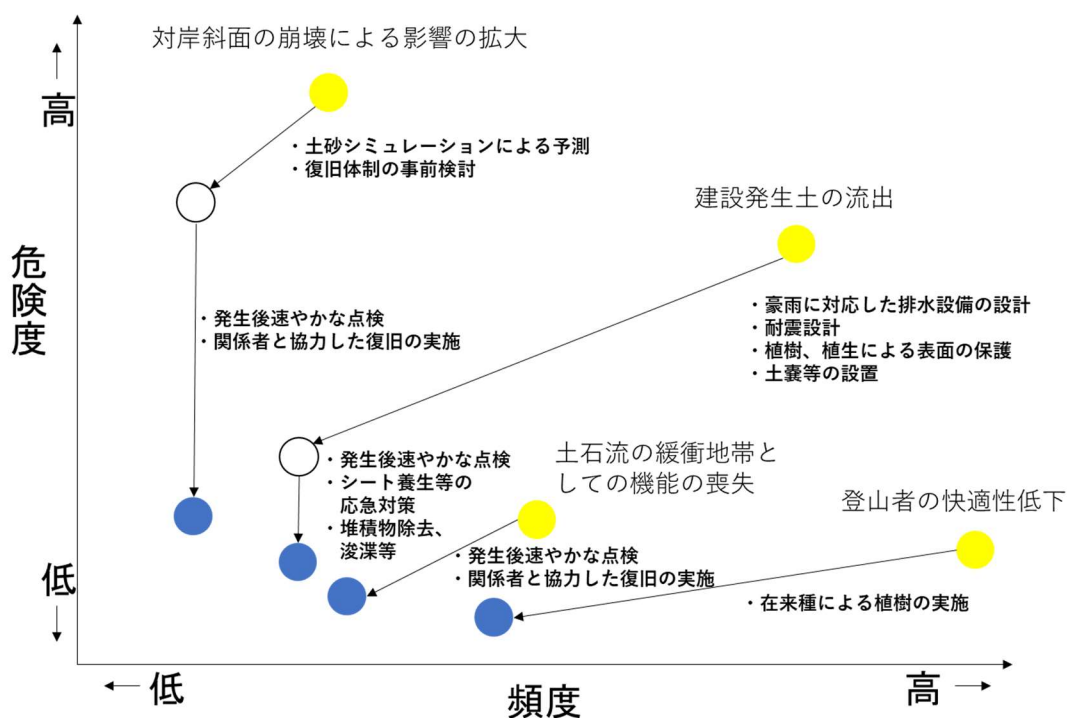 対岸斜面の崩壊による影響の拡大
↑
高
・土砂シミュレーションによる予測
・復旧体制の事前検討
建設発生土の流出
危険度
・発生後速やかな点検
・関係者と協力した復旧の実施
・豪雨に対応した排水設備の設計
・耐震設計
・植樹、植生による表面の保護
・土嚢等の設置
・発生後速やかな点検
・シート養生等の
応急対策
・堆積物除去、
浚渫等
土石流の緩衝地帯と
しての機能の喪失
登山者の快適性低下
・発生後速やかな点検
・関係者と協力した復旧の実施
・在来種による植樹の実施
低
↓
←低
頻度
高→